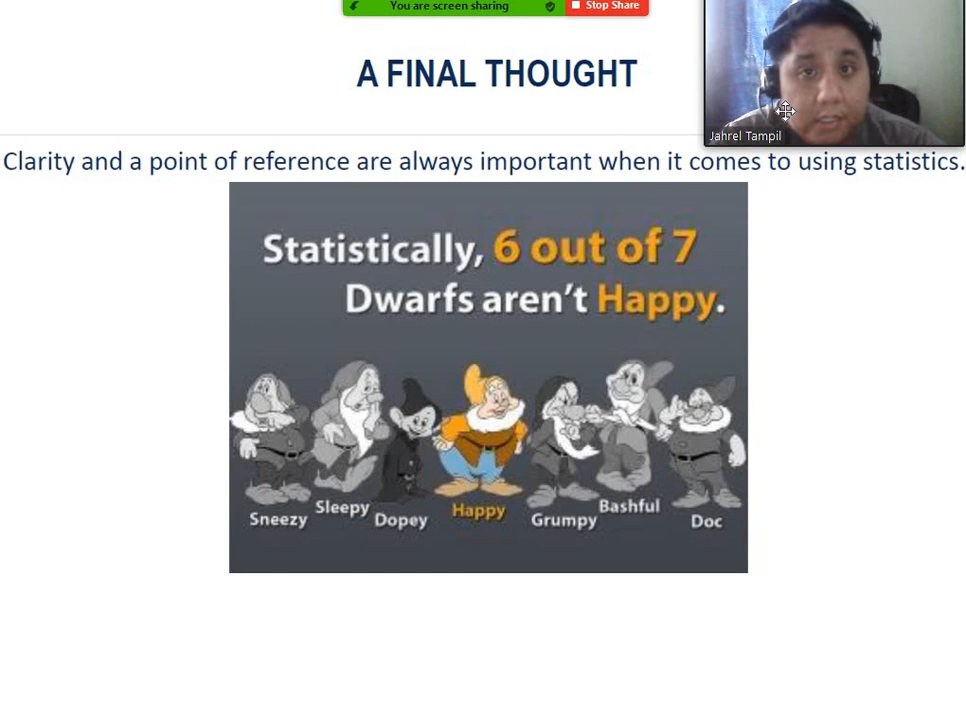 You are screen sharing
Stop Share
A FINAL THOUGHT
Jahrel Tampil
Clarity and a point of reference are always important when it comes to using statistics.
Statistically, 6 out of 7
Dwarfs aren't Happy.
Sneezy
Sleepy
Dopey
Happy
Grumpy
Bashful
Doc